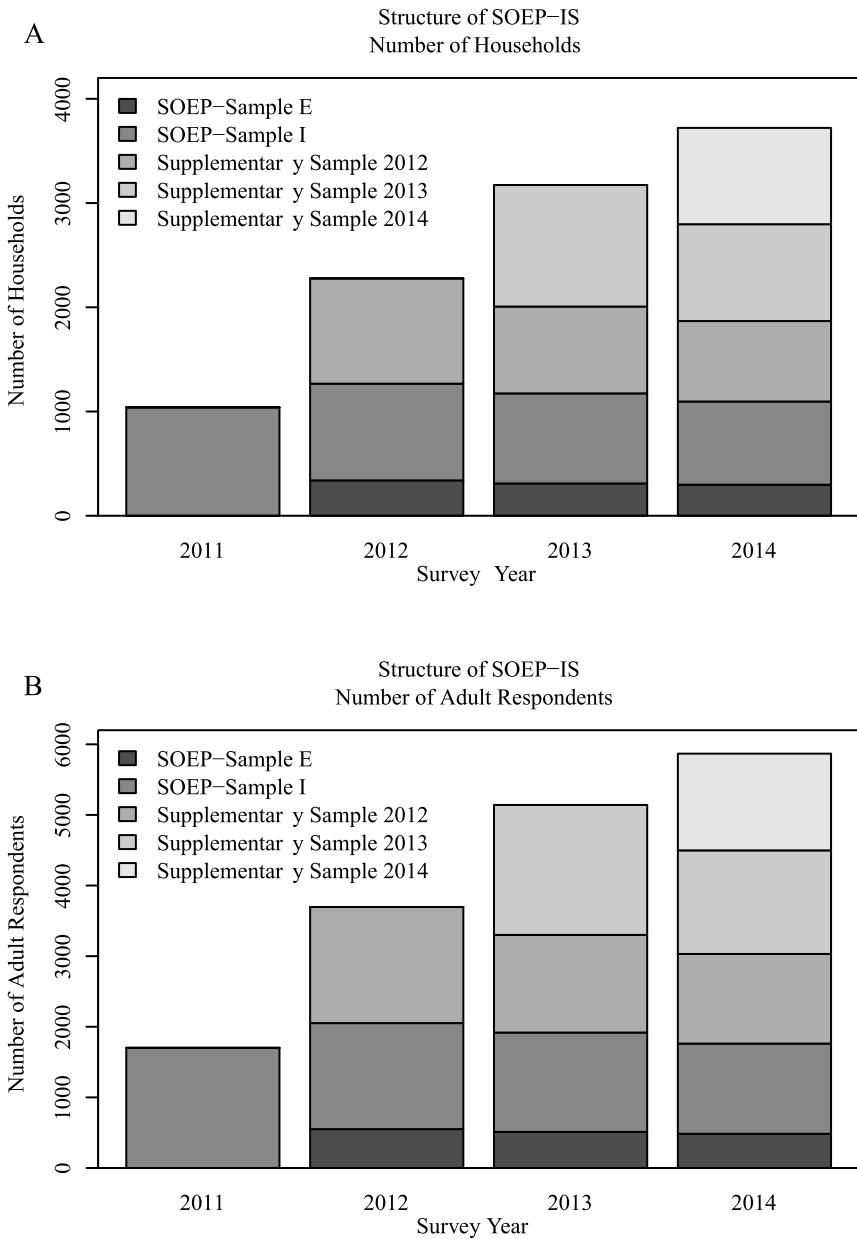 A
Structure of SOEP−IS
Number of Households
4000
3000
2000
1000
0
Number of Households
SOEP−Sample E
SOEP−Sample I
Supplementar y Sample 2012
Supplementar y Sample 2013
Supplementar y Sample 2014
2011 2012 2013 2014
Survey Year
B
Structure of SOEP−IS
Number of Adult Respondents
6000
5000
4000
3000
2000
1000
0
Number of Adult Respondents
SOEP−Sample E
SOEP−Sample I
Supplementar y Sample 2012
Supplementar y Sample 2013
Supplementar y Sample 2014
2011 2012 2013 2014
Survey Year